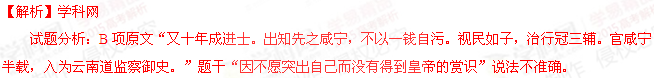 【解析】学科网
试题分析：B 项原文“又十年成进士。出知先之咸宁，不以一钱自污。视民如子，治行冠三辅。官咸宁
半载，入为云南道监察御史。”题干“因不愿突出自己而没有得到皇帝的赏识”说法不准确。